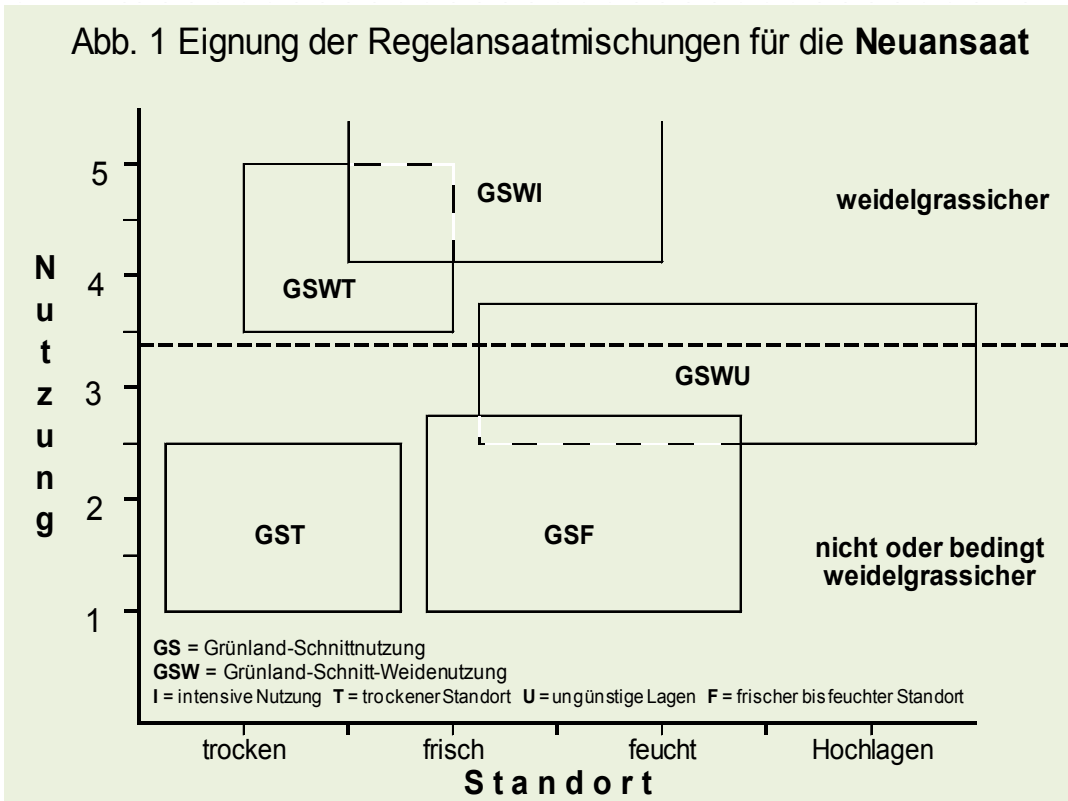 Abb. 1 Eignung der Regelansaatmischungen für die Neuansaat
Nutzung
5
4
3
2
1
GSWI
weidelgrassicher
GSWT
GSWU
GST
GSF
nicht oder bedingt
weidelgrassicher
GS = Grünland-Schnittnutzung
GSW = Grünland-Schnitt-Weidenutzung
I = intensive Nutzung T = trockener Standort U = ungünstige Lagen F = frischer bis feuchter Standort
trocken frisch feucht Hochlagen
Standort